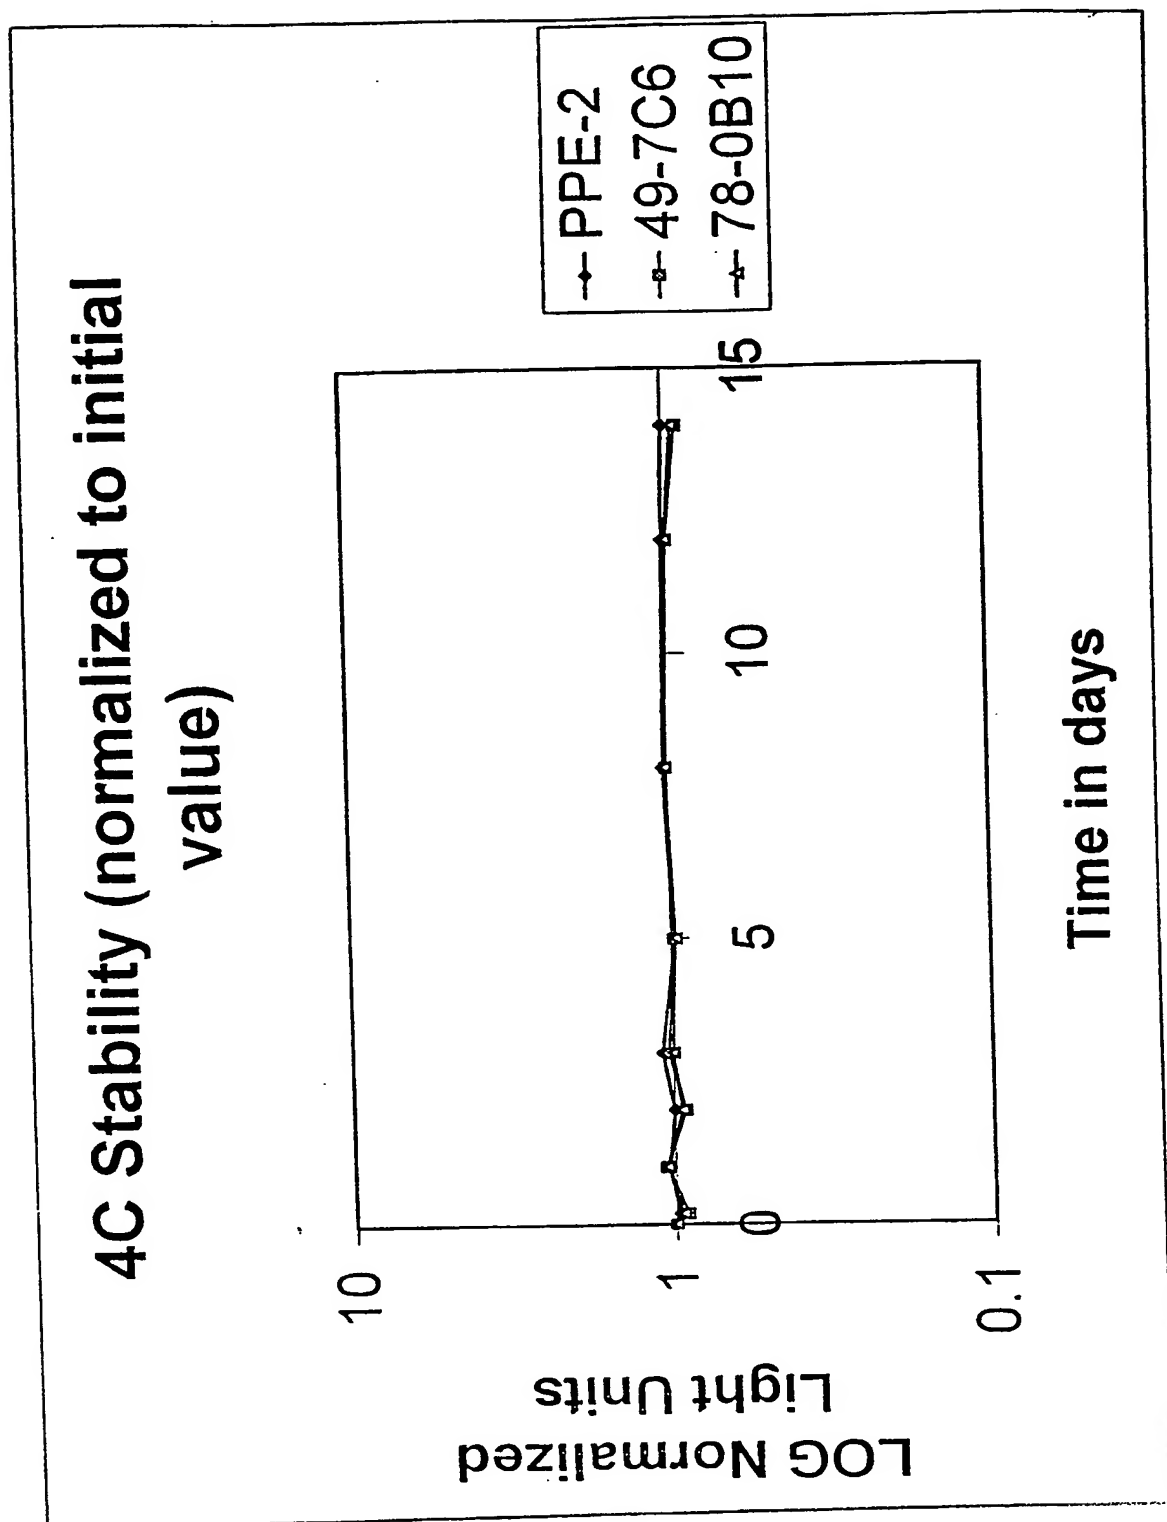 4C Stability (normalized to initial
value)
LOG Normalized
Light Units
10
1
0.1
0
5
10
15
Time in days
PPE-2
49-7C6
78-0B10